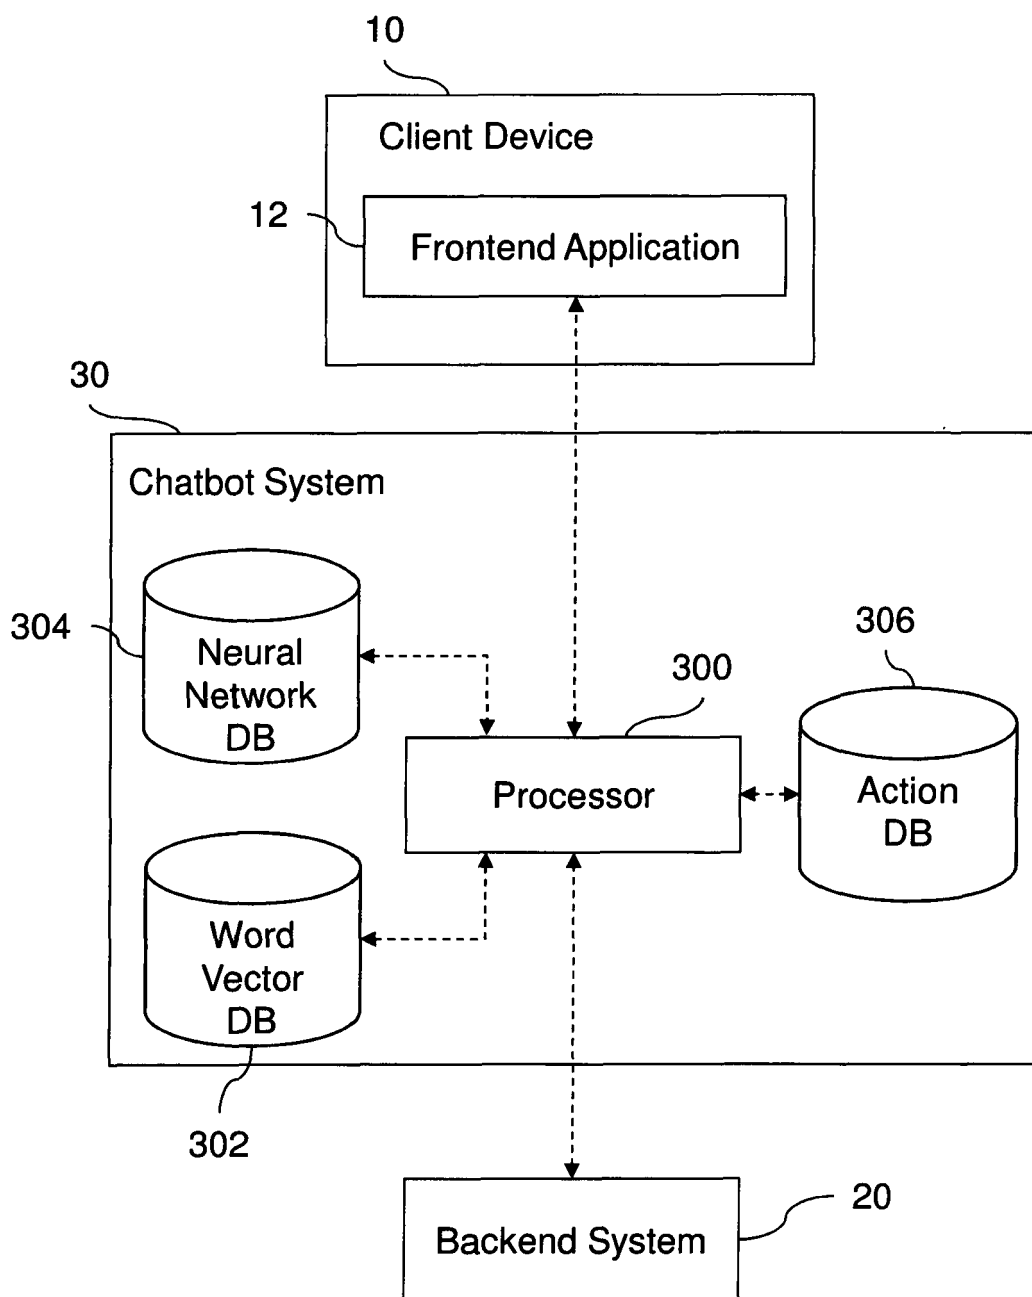 10
Client Device
12
Frontend Application
30
Chatbot System
304
Neural
Network
DB
306
300
Processor
Action
DB
Word
Vector
DB
302
20
Backend System